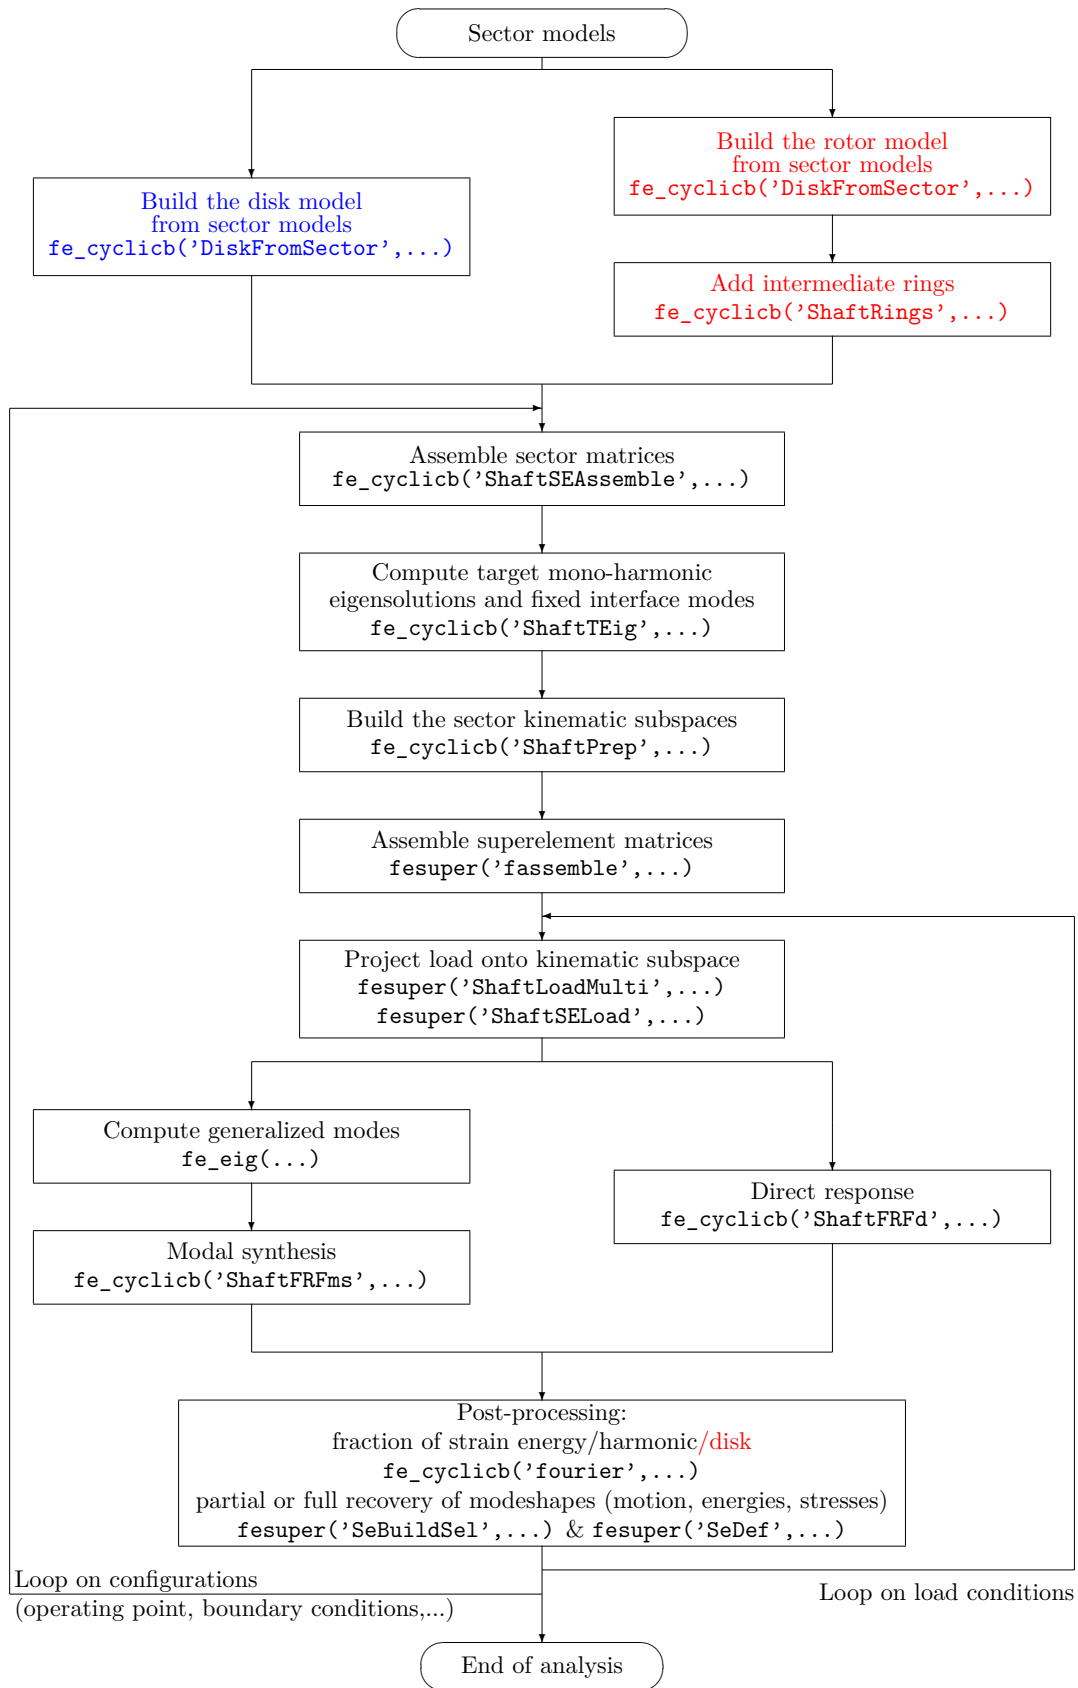 Sector models
Build the rotor model
from sector models
fe_cyclicb('DiskFromSector',...)
Build the disk model
from sector models
fe_cyclicb('DiskFromSector',...)
Add intermediate rings
fe_cyclicb('ShaftRings',...)
Assemble sector matrices
fe_cyclicb('ShaftSEAssemble',...)
Compute target mono-harmonic
eigensolutions and fixed interface modes
fe_cyclicb('ShaftTEig',...)
Build the sector kinematic subspaces
fe_cyclicb('ShaftPrep',...)
Assemble superelement matrices
fesuper('fassemble',...)
Project load onto kinematic subspace
fesuper('ShaftLoadMulti',...)
fesuper('ShaftSELoad',...)
Compute generalized modes
fe_eig(...)
Direct response
fe_cyclicb('ShaftFRFd',...)
Modal synthesis
fe_cyclicb('ShaftFRFms',...)
Post-processing:
fraction of strain energy/harmonic/disk
fe_cyclicb('fourier',...)
partial or full recovery of modeshapes (motion, energies, stresses)
fesuper('SeBuildSel',...) & fesuper('SeDef',...)
Loop on configurations
(operating point, boundary conditions,...)
Loop on load conditions
End of analysis